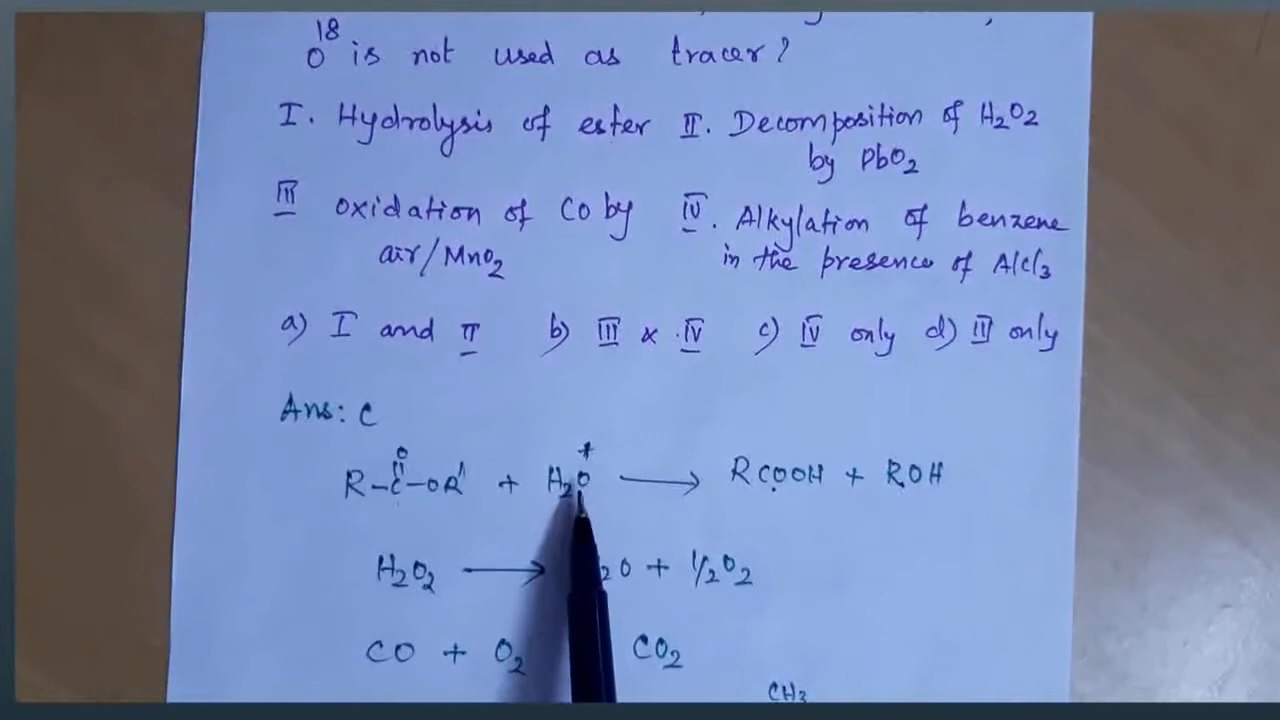 O¹⁸ is not used as tracer?
I. Hydrolysis of ester II. Decomposition of H₂O₂
by PbO₂
III oxidation of CO by IV. Alkylation of benzene
air/MnO₂ in the presence of AlCl₃
a) I and II b) III & IV c) IV only d) III only
Ans: C
O
R-C-OR' + H₂O* → RCOOH + ROH
H₂O₂ → ₂O + 1/2O₂
CO + O₂ CO₂
CH₃